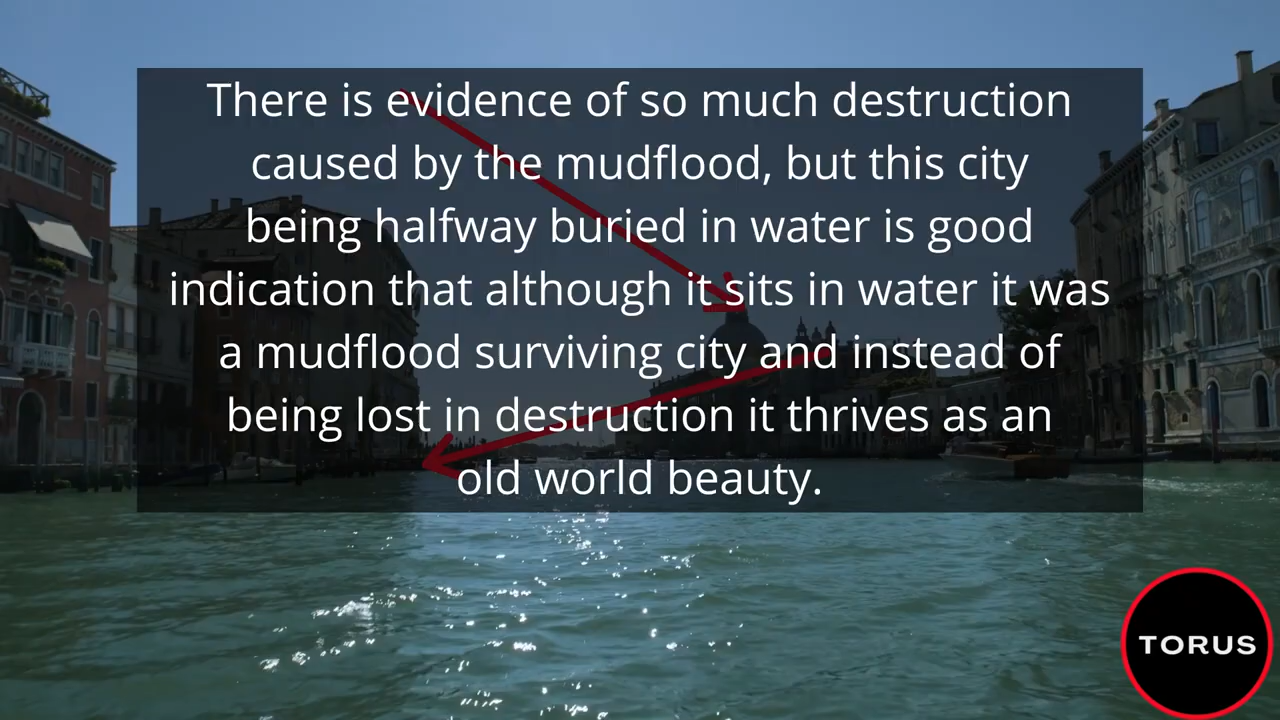 There is evidence of so much destruction
caused by the mudflood, but this city
being halfway buried in water is good
indication that although it sits in water it was
a mudflood surviving city and instead of
being lost in destruction it thrives as an
old world beauty.
TORUS